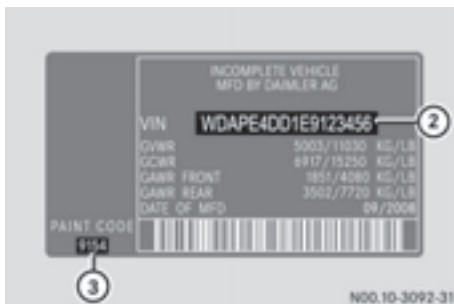 INCOMPLETE VEHICLE
MFD BY DAIMLER AG
VIN WDAPE4DD1E9123456
2
GVWR 5003/11030 KG/LB
GCWR 6917/15250 KG/LB
GAWR FRONT 1851/4080 KG/LB
GAWR REAR 3502/7720 KG/LB
DATE OF MFD 09/2008
PAINT CODE
9154
3
N00.10-3092-31